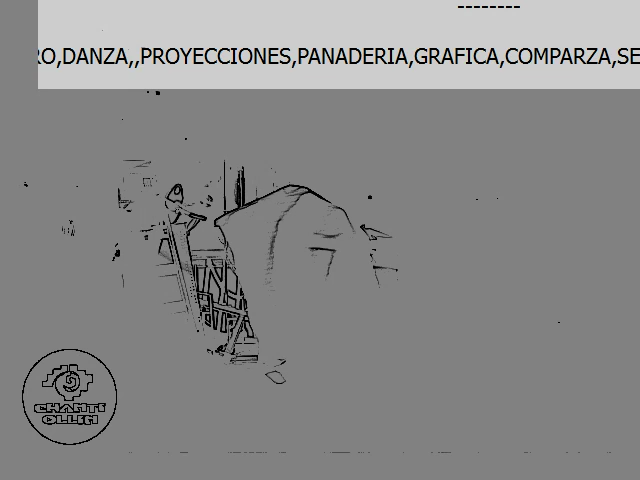 --------
RO,DANZA,,PROYECCIONES,PANADERIA,GRAFICA,COMPARZA,SE
CHANTI
OLLIN